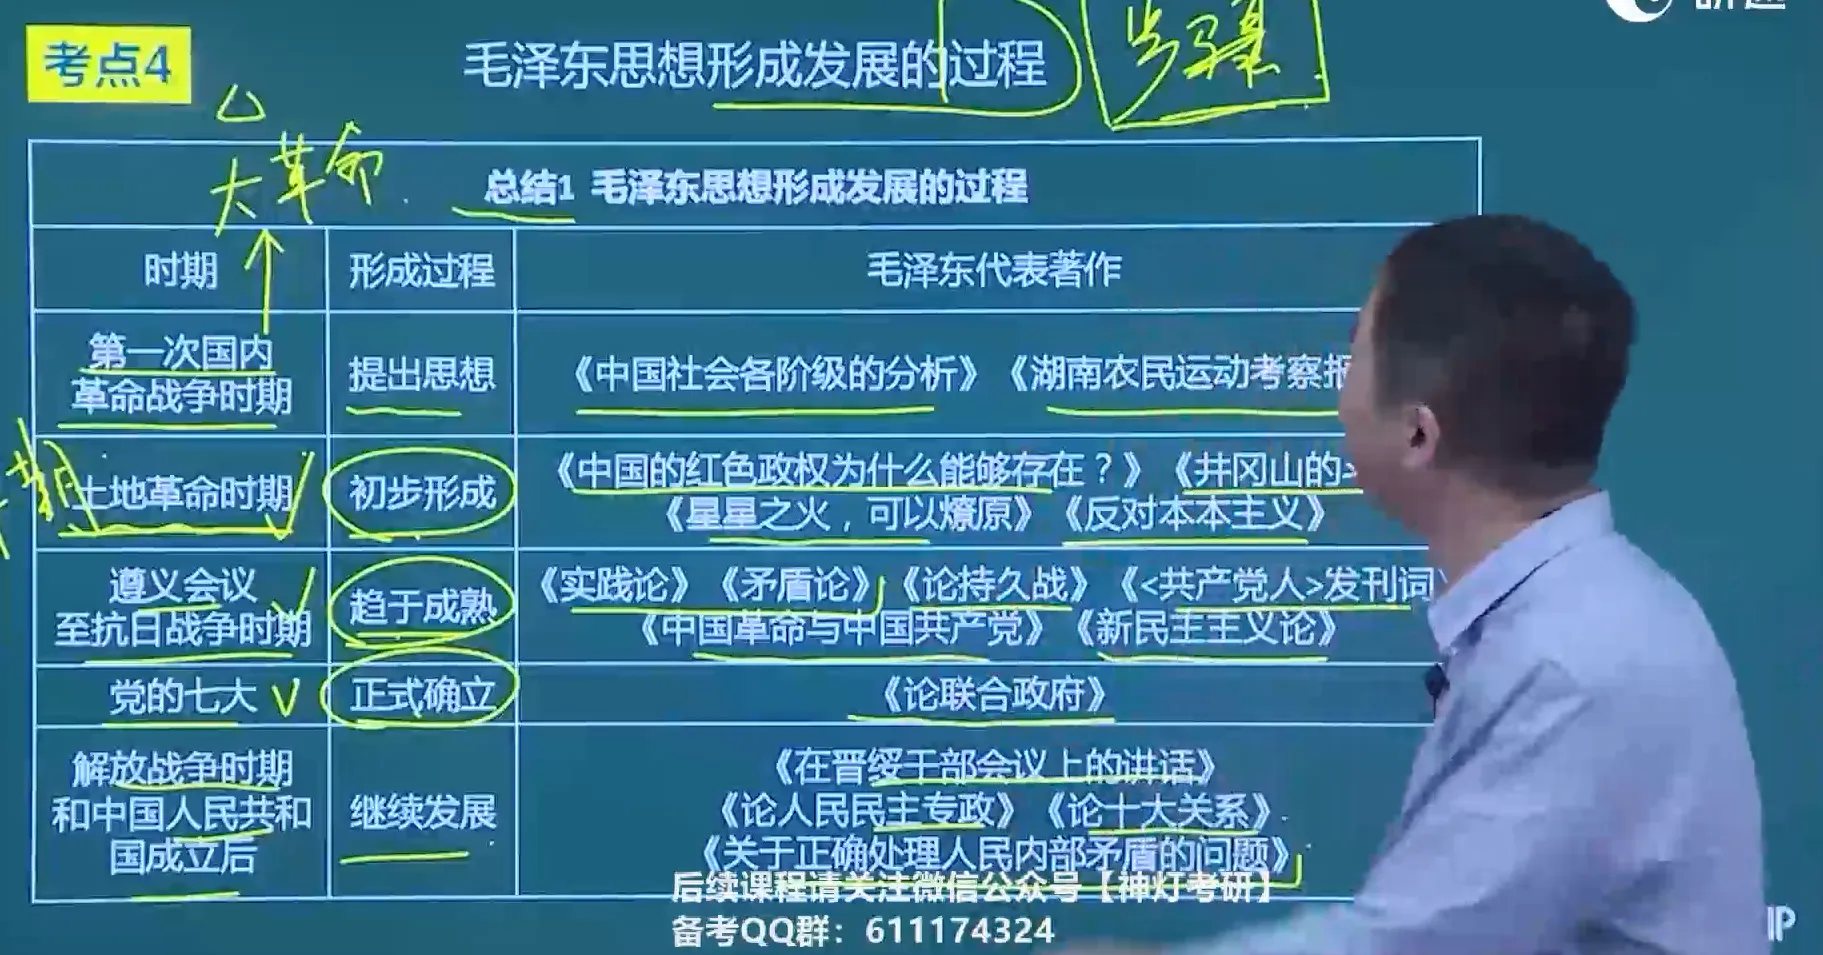 考点4
毛泽东思想形成发展的过程
步骤
大革命
总结1 毛泽东思想形成发展的过程
时期 形成过程 毛泽东代表著作
第一次国内
革命战争时期
提出思想
《中国社会各阶级的分析》《湖南农民运动考察报
土地革命时期
初步形成
《中国的红色政权为什么能够存在？》《井冈山的
《星星之火，可以燎原》《反对本本主义》
遵义会议
至抗日战争时期
趋于成熟
《实践论》《矛盾论》《论持久战》《<共产党人>发刊词
《中国革命与中国共产党》《新民主主义论》
党的七大
正式确立
《论联合政府》
解放战争时期
和中国人民共和
国成立后
继续发展
《在晋绥干部会议上的讲话》
《论人民民主专政》《论十大关系》
《关于正确处理人民内部矛盾的问题》
后续课程请关注微信公众号【神灯考研】
备考QQ群：611174324